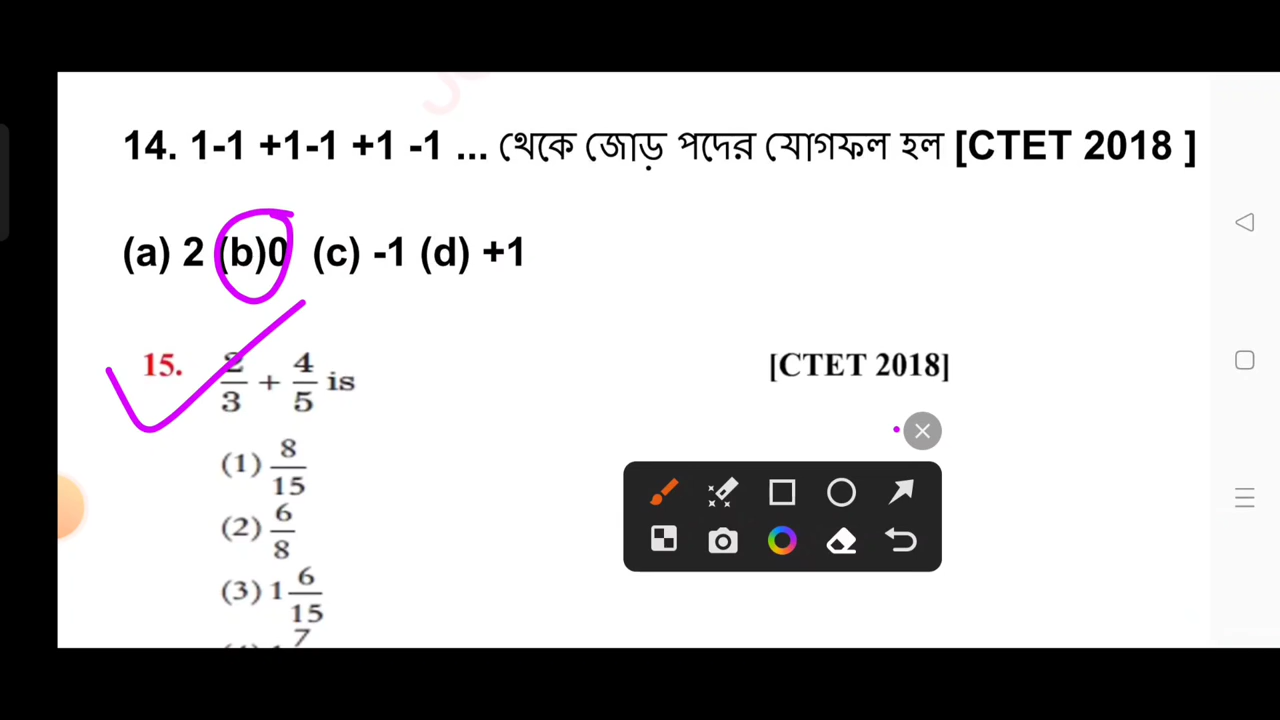 14. 1-1 +1-1 +1 -1 ... থেকে জোড় পদের যোগফল হল [CTET 2018 ]
(a) 2 (b)0 (c) -1 (d) +1
15. 2/3 + 4/5 is [CTET 2018]
(1) 8/15
(2) 6/8
(3) 1 6/15